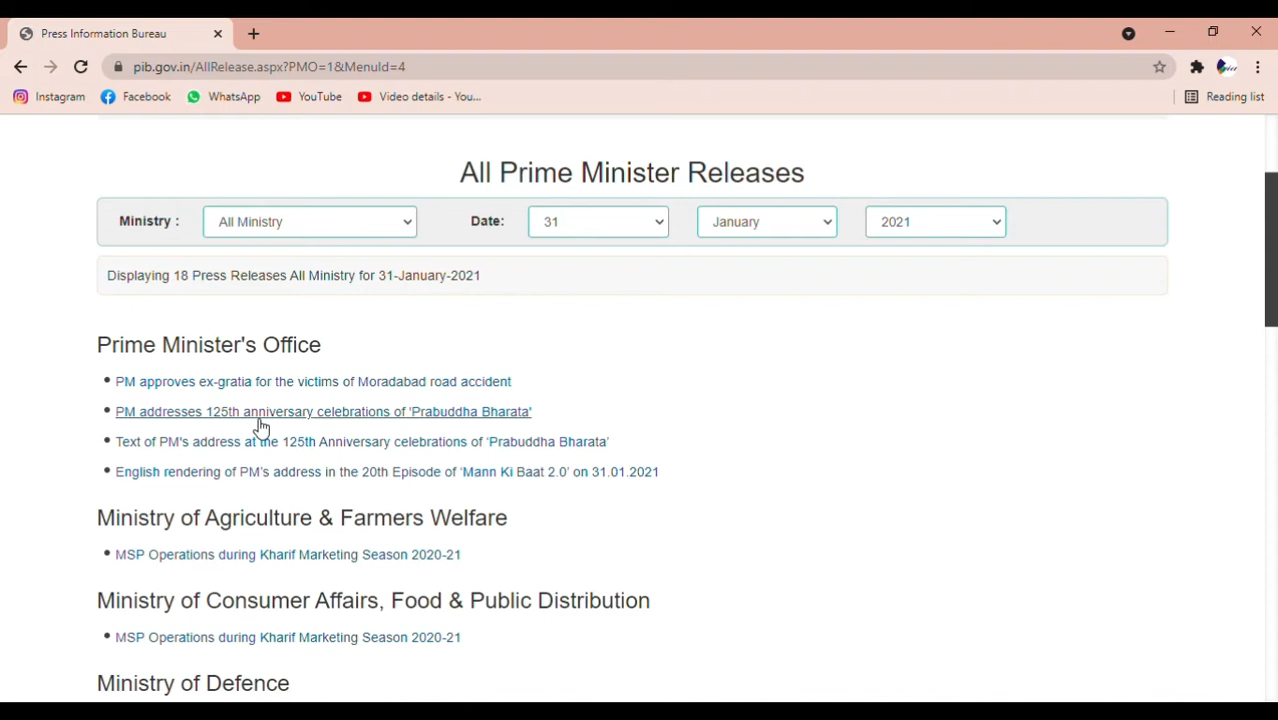 Press Information Bureau
pib.gov.in/AllRelease.aspx?PMO=1&MenuId=4
Instagram Facebook WhatsApp YouTube Video details - You... Reading list
All Prime Minister Releases
Ministry : All Ministry Date: 31 January 2021
Displaying 18 Press Releases All Ministry for 31-January-2021
Prime Minister's Office
PM approves ex-gratia for the victims of Moradabad road accident
PM addresses 125th anniversary celebrations of 'Prabuddha Bharata'
Text of PM's address at the 125th Anniversary celebrations of ‘Prabuddha Bharata’
English rendering of PM’s address in the 20th Episode of ‘Mann Ki Baat 2.0’ on 31.01.2021
Ministry of Agriculture & Farmers Welfare
MSP Operations during Kharif Marketing Season 2020-21
Ministry of Consumer Affairs, Food & Public Distribution
MSP Operations during Kharif Marketing Season 2020-21
Ministry of Defence